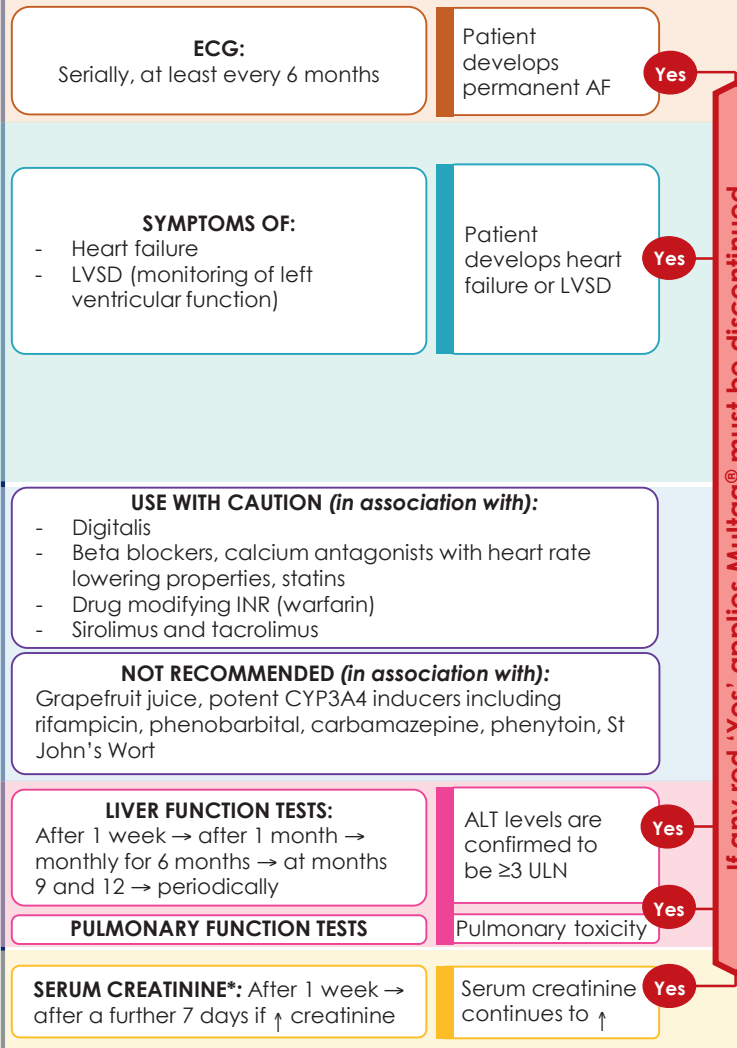 ECG:
Serially, at least every 6 months
Patient
develops
permanent AF
Yes
SYMPTOMS OF:
- Heart failure
- LVSD (monitoring of left
ventricular function)
Patient
develops heart
failure or LVSD
Yes
USE WITH CAUTION (in association with):
- Digitalis
- Beta blockers, calcium antagonists with heart rate
lowering properties, statins
- Drug modifying INR (warfarin)
- Sirolimus and tacrolimus
NOT RECOMMENDED (in association with):
Grapefruit juice, potent CYP3A4 inducers including
rifampicin, phenobarbital, carbamazepine, phenytoin, St
John’s Wort
LIVER FUNCTION TESTS:
After 1 week → after 1 month →
monthly for 6 months → at months
9 and 12 → periodically
ALT levels are
confirmed to
be ≥3 ULN
Yes
PULMONARY FUNCTION TESTS
Pulmonary toxicity
Yes
SERUM CREATININE*: After 1 week →
after a further 7 days if ↑ creatinine
Serum creatinine
continues to ↑
Yes
If any red ‘Yes’ applies, Multaq® must be discontinued